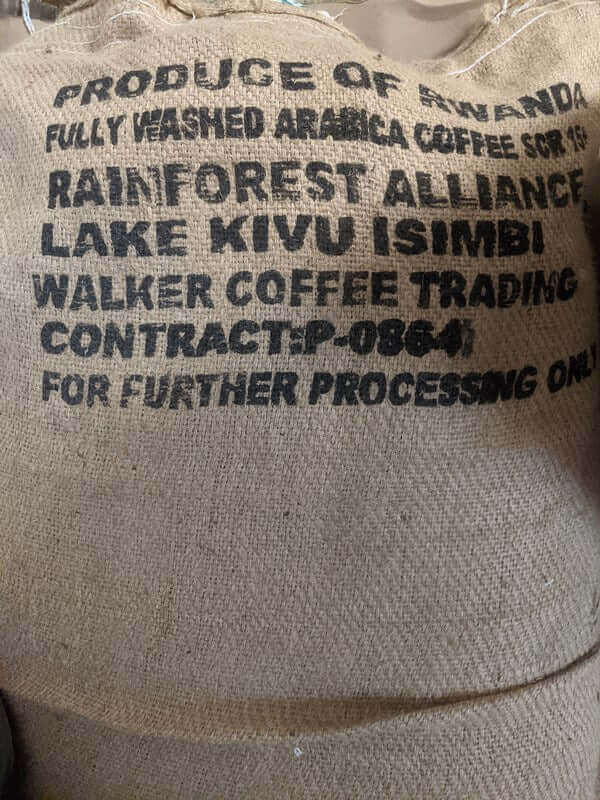 PRODUCE OF RWANDA
FULLY WASHED ARABICA COFFEE SCR 15+
RAINFOREST ALLIANCE
LAKE KIVU ISIMBI
WALKER COFFEE TRADING
CONTRACT:P-0864
FOR FURTHER PROCESSING ONLY